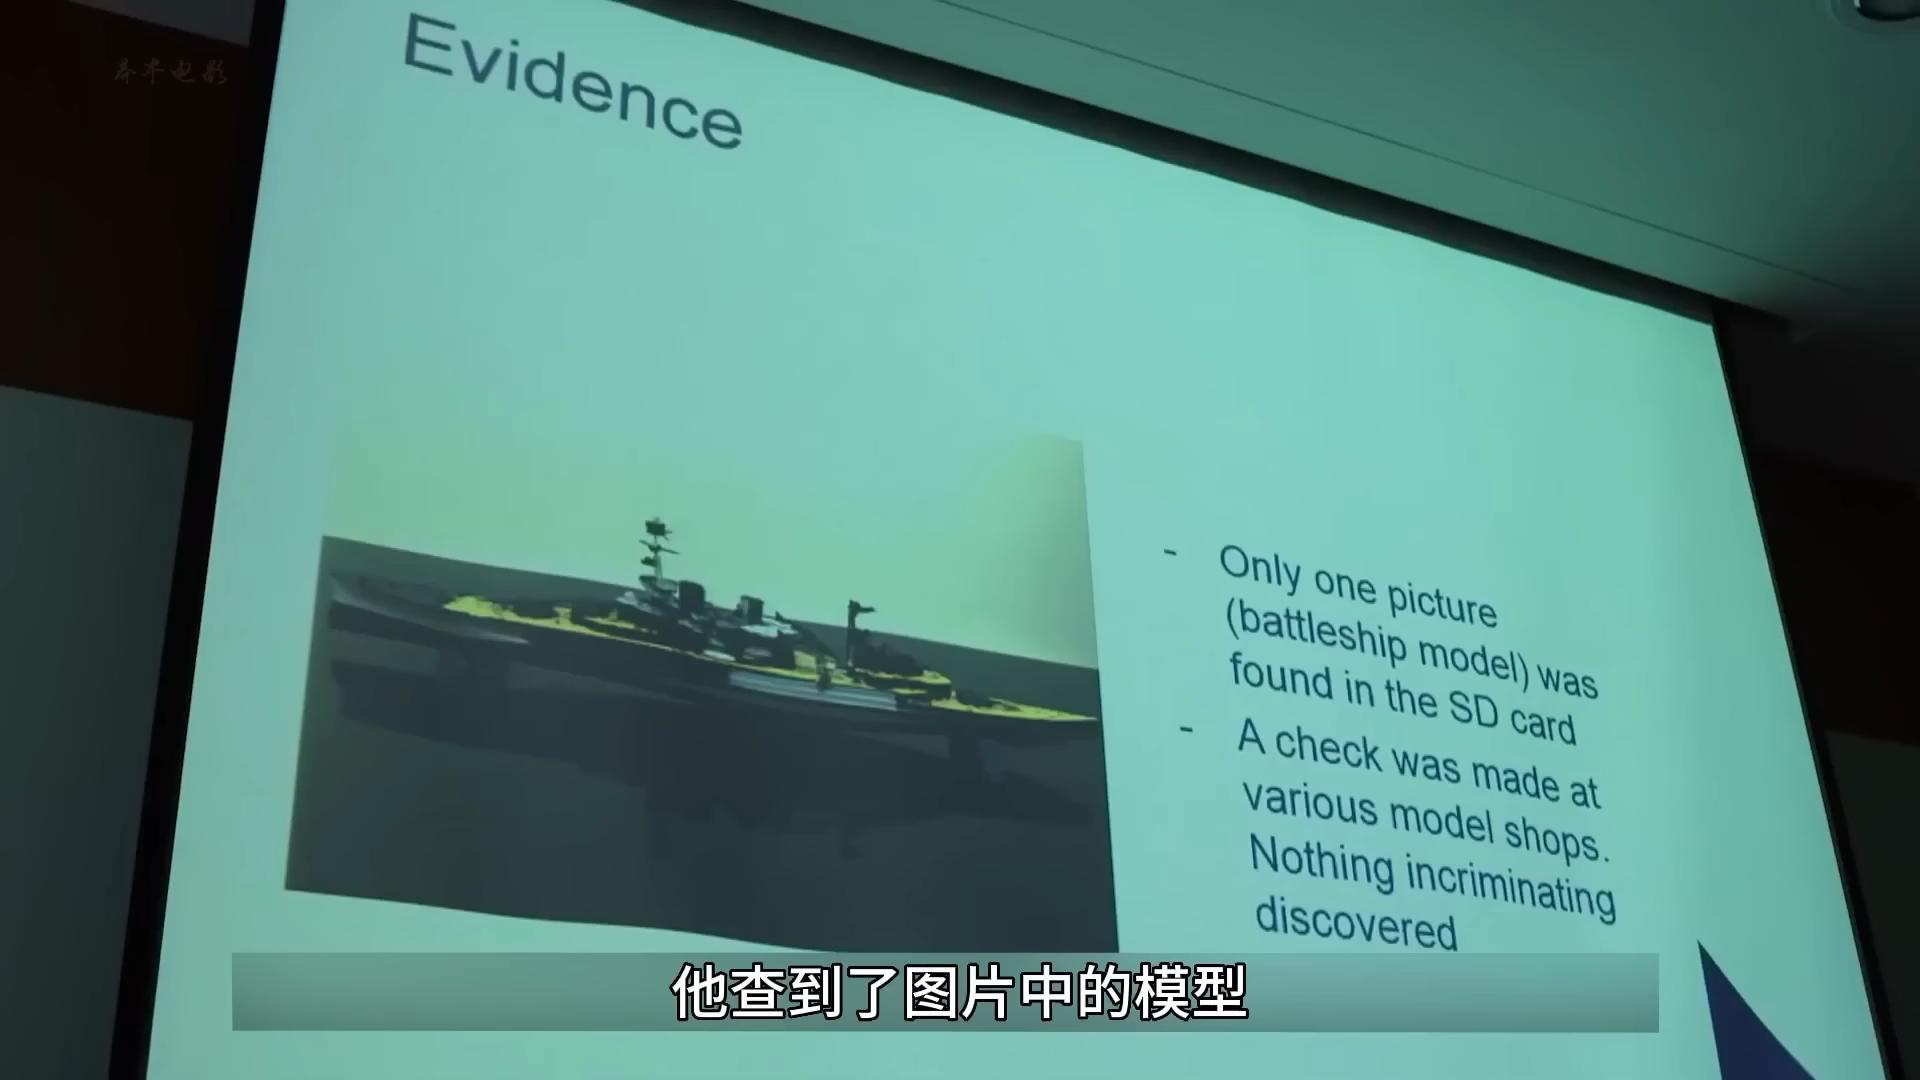 Evidence
- Only one picture
(battleship model) was
found in the SD card
- A check was made at
various model shops.
Nothing incriminating
discovered
他查到了图片中的模型